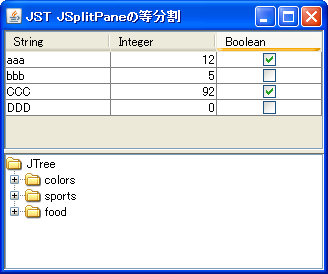 JST JSplitPaneの等分割
String Integer Boolean
aaa 12
bbb 5
CCC 92
DDD 0
JTree
colors
sports
food